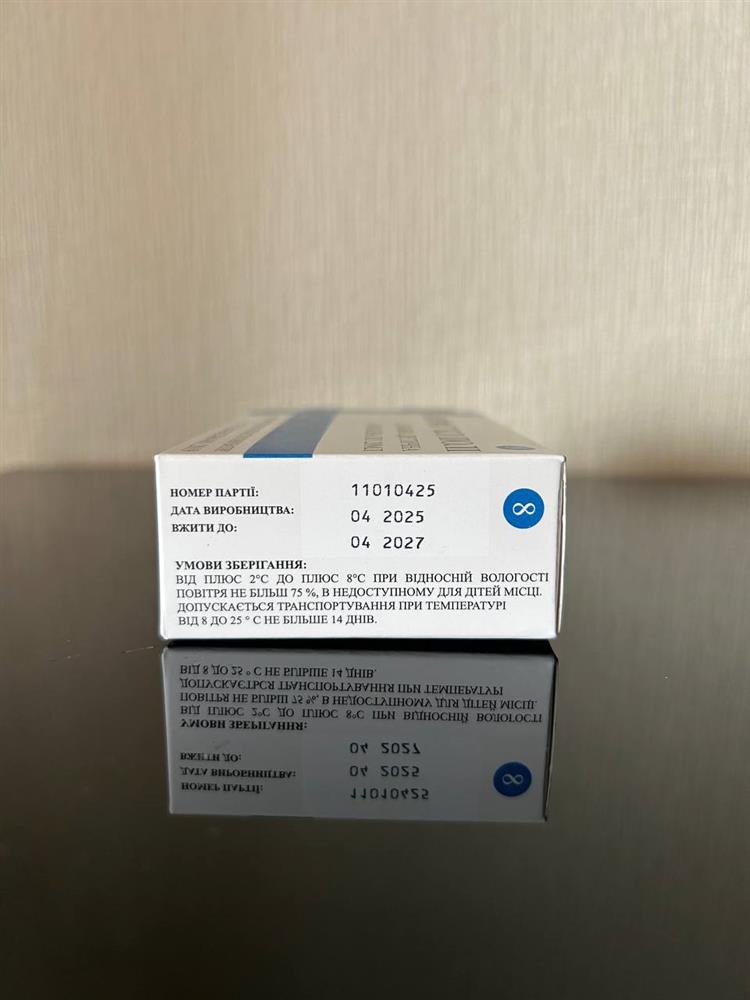 НОМЕР ПАРТІЇ: 11010425
ДАТА ВИРОБНИЦТВА: 04 2025
ВЖИТИ ДО: 04 2027
8
УМОВИ ЗБЕРІГАННЯ:
ВІД ПЛЮС 2°С ДО ПЛЮС 8°С ПРИ ВІДНОСНІЙ ВОЛОГОСТІ
ПОВІТРЯ НЕ БІЛЬШ 75 %, В НЕДОСТУПНОМУ ДЛЯ ДІТЕЙ МІСЦІ.
ДОПУСКАЄТЬСЯ ТРАНСПОРТУВАННЯ ПРИ ТЕМПЕРАТУРІ
ВІД 8 ДО 25 ° С НЕ БІЛЬШЕ 14 ДНІВ.